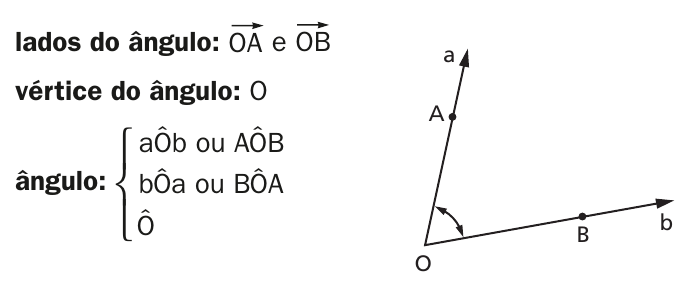 lados do ângulo: OA e OB
vértice do ângulo: O
ângulo:
aÔb ou AÔB
bÔa ou BÔA
Ô
a
A
O
B
b